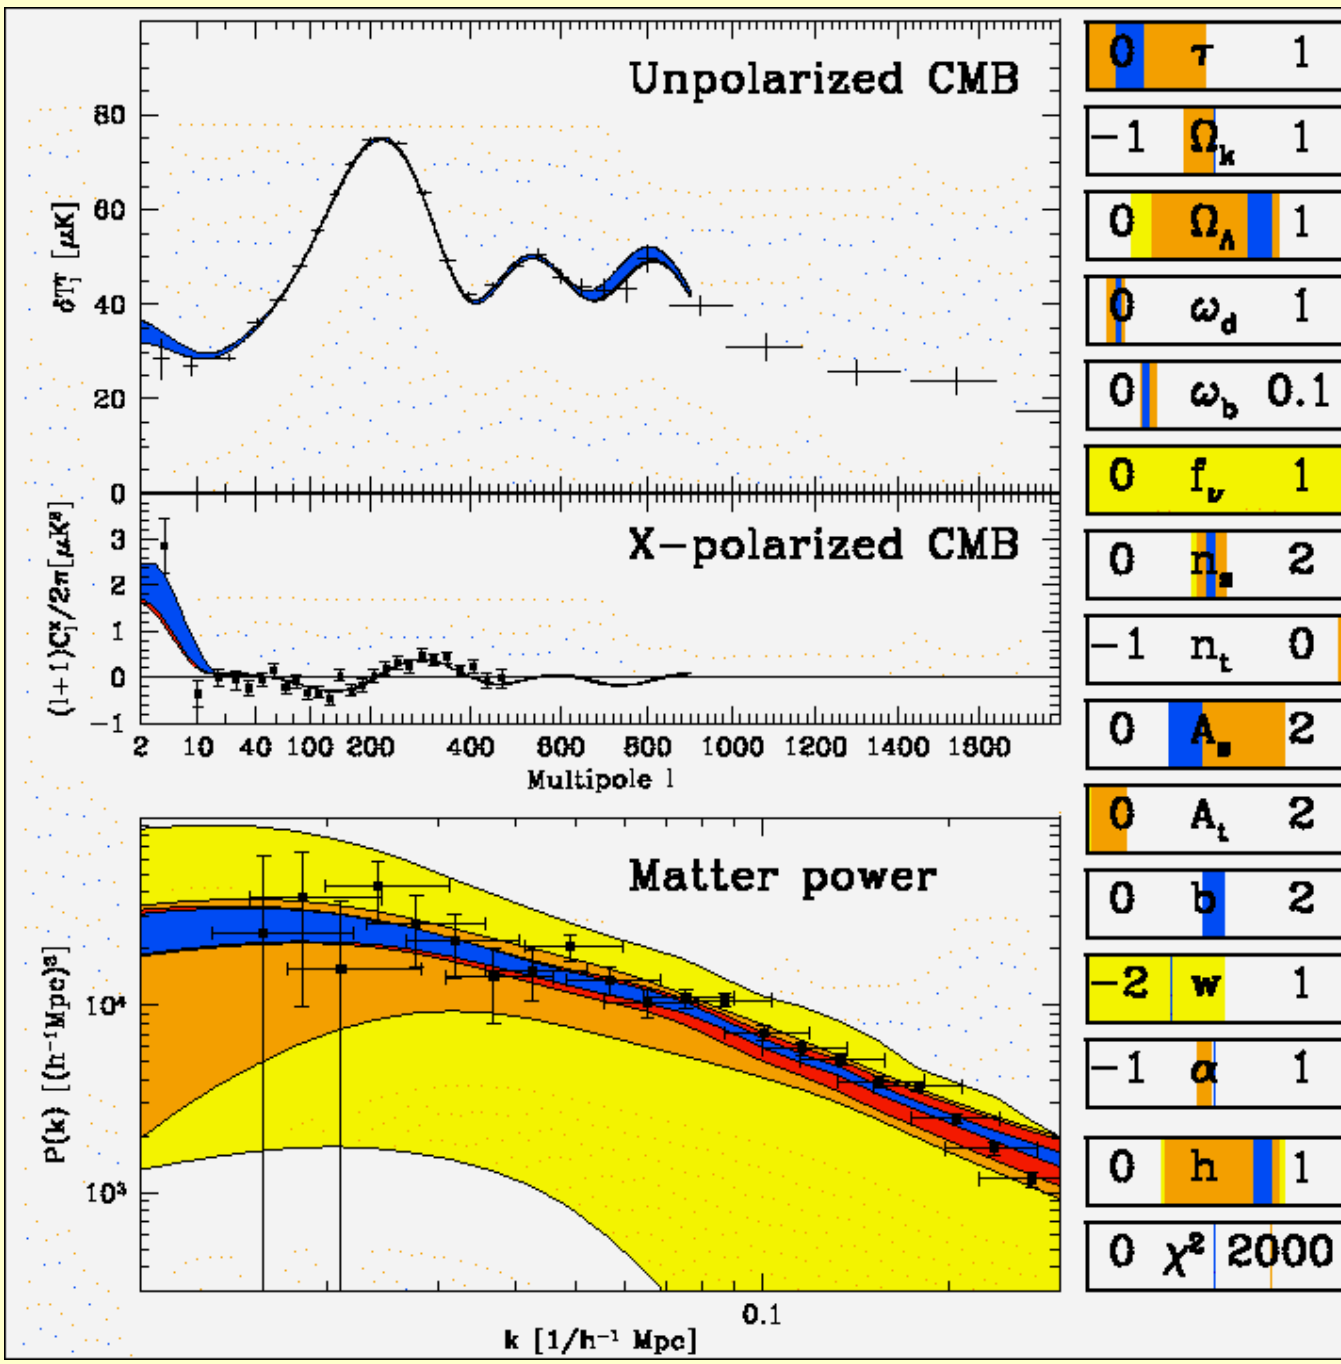 Unpolarized CMB
80
60
40
20
0
δT_l^T [μK]
X-polarized CMB
3
2
1
0
−1
(l+1)C_l^x/2π[μK²]
2 10 40 100 200 400 600 800 1000 1200 1400 1600
Multipole l
Matter power
10⁴
10³
P(k) [(h⁻¹Mpc)³]
0.1
k [1/h⁻¹ Mpc]
0 τ 1
−1 Ω_k 1
0 Ω_Λ 1
0 ω_d 1
0 ω_b 0.1
0 f_ν 1
0 n_s 2
−1 n_t 0
0 A_s 2
0 A_t 2
0 b 2
−2 w 1
−1 α 1
0 h 1
0 χ² 2000